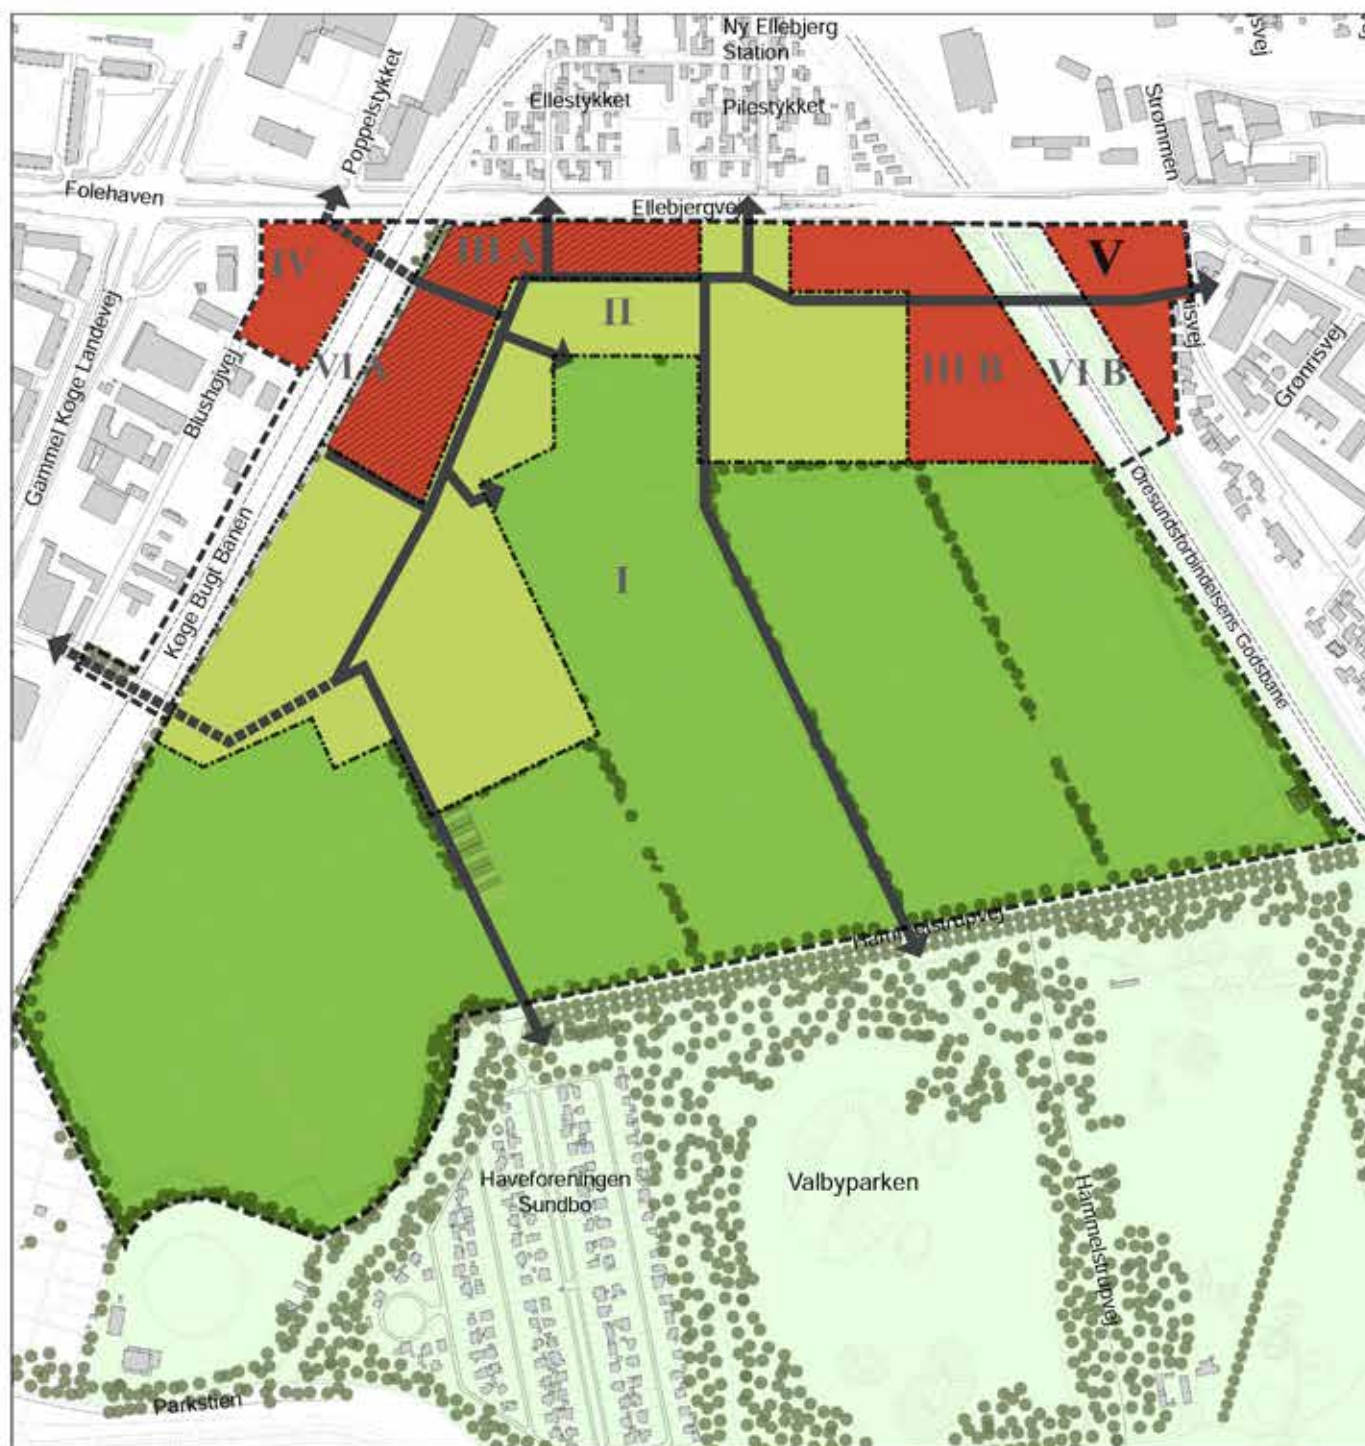 Ny Ellebjerg
Station
Poppelstykket
Ellestykket
Pilestykket
Strømmen
Folehaven
Ellebjergvej
IV
III A
V
II
VI A
III B
VI B
Grønrisvej
Gammel Køge Landevej
Blushøjvej
Køge Bugt Banen
Øresundsforbindelsens Godsbane
I
Hammelstrupvej
Haveforeningen
Sundbo
Valbyparken
Hammelstrupvej
Parkstien